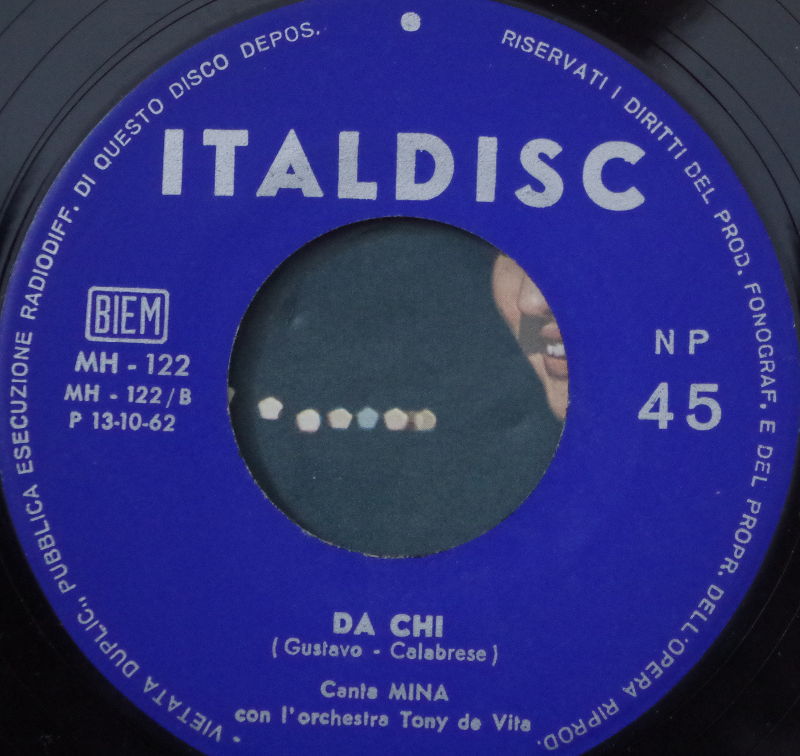 VIETATA DUPLIC., PUBBLICA ESECUZIONE RADIODIFF. DI QUESTO DISCO DEPOS.
RISERVATI I DIRITTI DEL PROD. FONOGRAF. E DEL PROPR. DELL'OPERA RIPROD.
ITALDISC
BIEM
MH - 122
MH - 122/B
P 13-10-62
NP
45
DA CHI
(Gustavo - Calabrese)
Canta MINA
con l'orchestra Tony de Vita